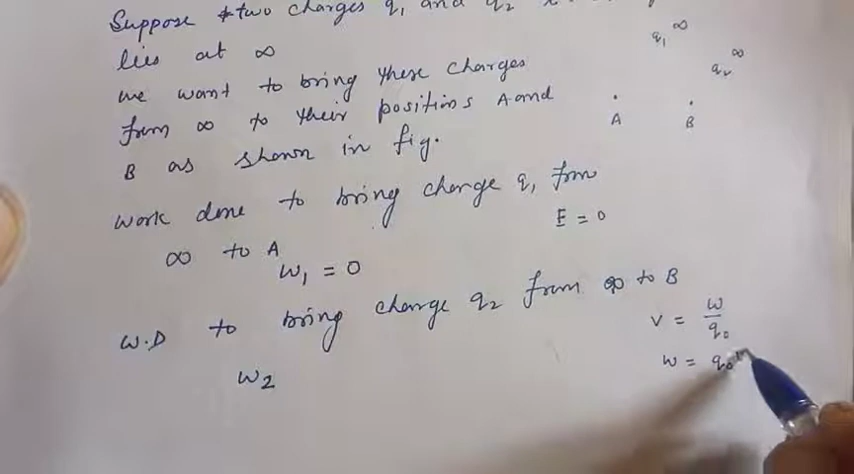 Suppose two charges q1 and q2
lies at ∞
q1 ∞
we want to bring these charges
q2 ∞
from ∞ to their positions A and
B as shown in fig.
A B
work done to bring charge q1 from
∞ to A
E = 0
W1 = 0
W.D to bring charge q2 from ∞ to B
V = W/q0
W2
W = q0